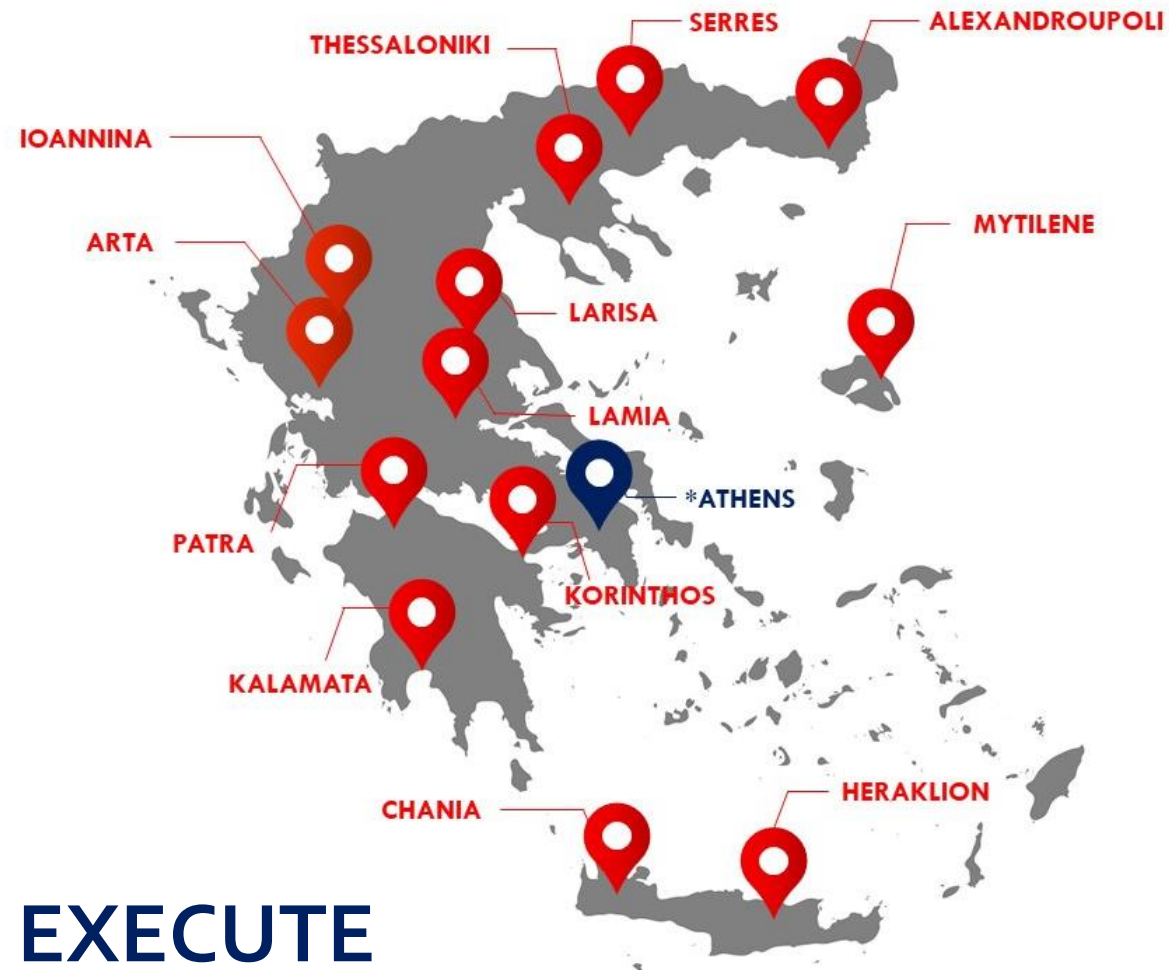 SERRES
ALEXANDROUPOLI
THESSALONIKI
IOANNINA
MYTILENE
ARTA
LARISA
LAMIA
*ATHENS
PATRA
KORINTHOS
KALAMATA
HERAKLION
CHANIA
EXECUTE